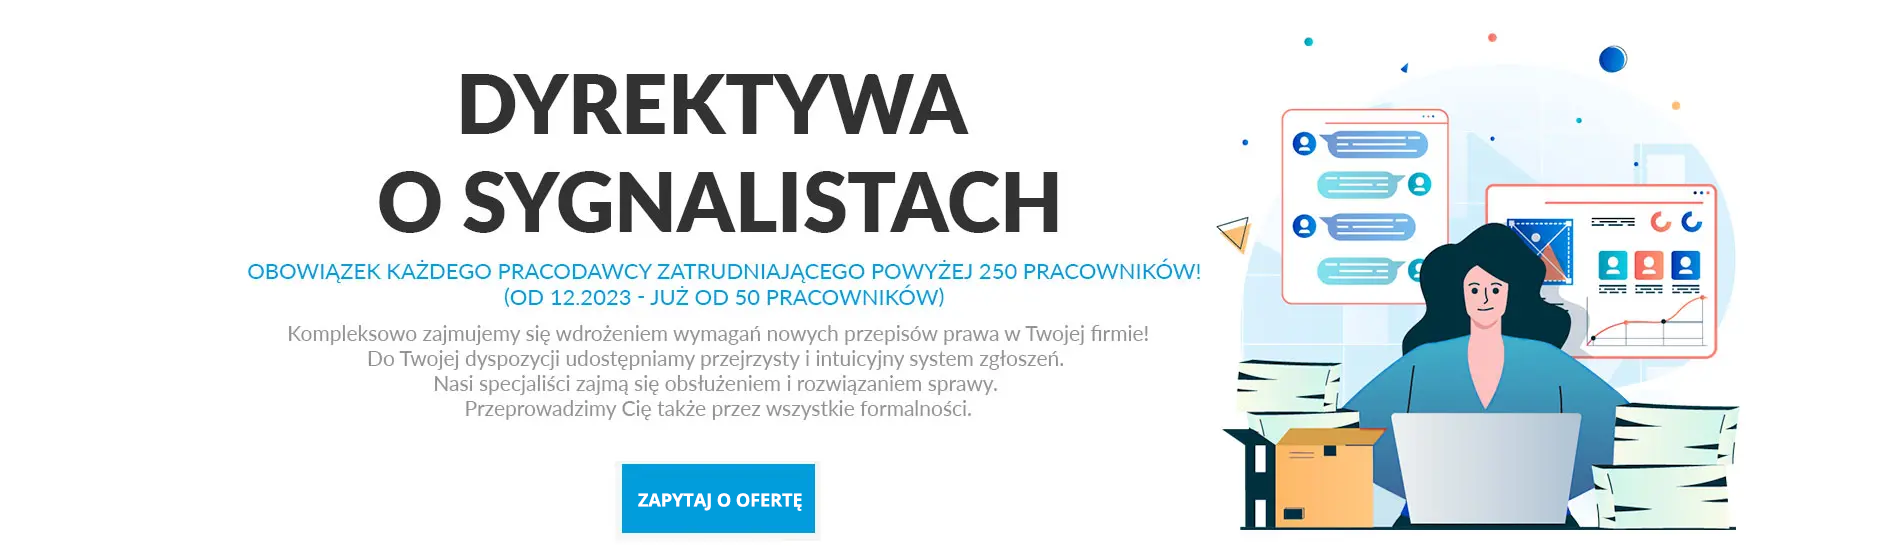 DYREKTYWA
O SYGNALISTACH
OBOWIĄZEK KAŻDEGO PRACODAWCY ZATRUDNIAJĄCEGO POWYŻEJ 250 PRACOWNIKÓW!
(OD 12.2023 - JUŻ OD 50 PRACOWNIKÓW)
Kompleksowo zajmujemy się wdrożeniem wymagań nowych przepisów prawa w Twojej firmie!
Do Twojej dyspozycji udostępniamy przejrzysty i intuicyjny system zgłoszeń.
Nasi specjaliści zajmą się obsłużeniem i rozwiązaniem sprawy.
Przeprowadzimy Cię także przez wszystkie formalności.
ZAPYTAJ O OFERTĘ